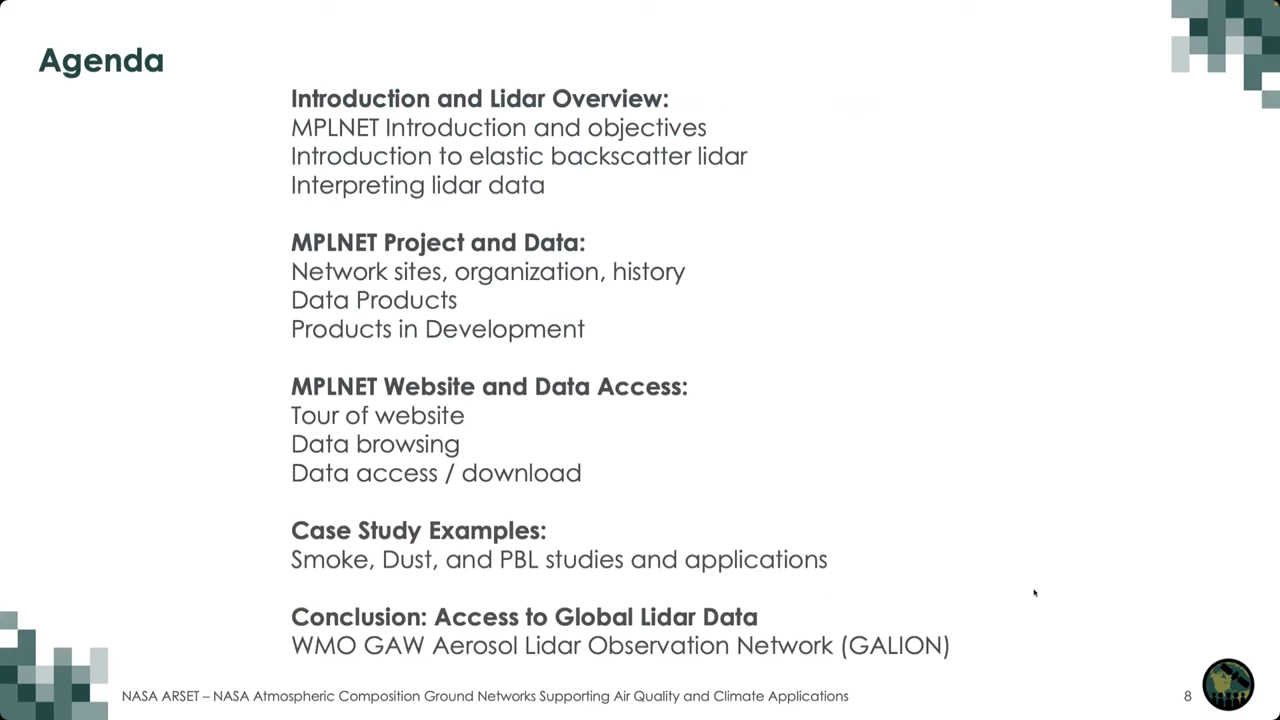 Agenda
Introduction and Lidar Overview:
MPLNET Introduction and objectives
Introduction to elastic backscatter lidar
Interpreting lidar data
MPLNET Project and Data:
Network sites, organization, history
Data Products
Products in Development
MPLNET Website and Data Access:
Tour of website
Data browsing
Data access / download
Case Study Examples:
Smoke, Dust, and PBL studies and applications
Conclusion: Access to Global Lidar Data
WMO GAW Aerosol Lidar Observation Network (GALION)
NASA ARSET – NASA Atmospheric Composition Ground Networks Supporting Air Quality and Climate Applications
8